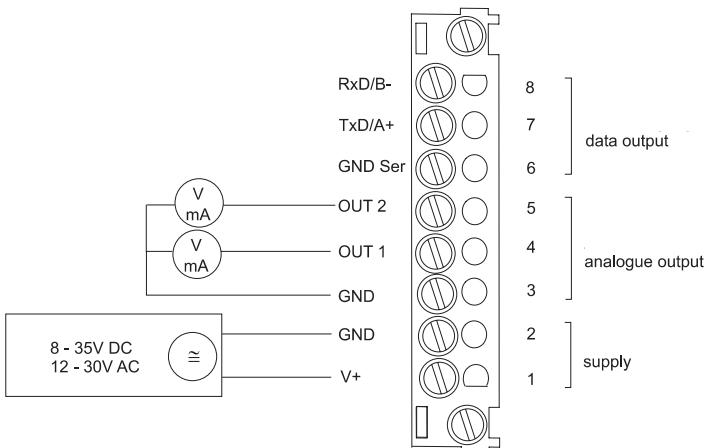 RxD/B- 8
TxD/A+ 7
data output
GND Ser 6
V
mA
OUT 2 5
V
mA
OUT 1 4
analogue output
GND 3
GND 2
8 - 35V DC
12 - 30V AC
≅
supply
V+ 1